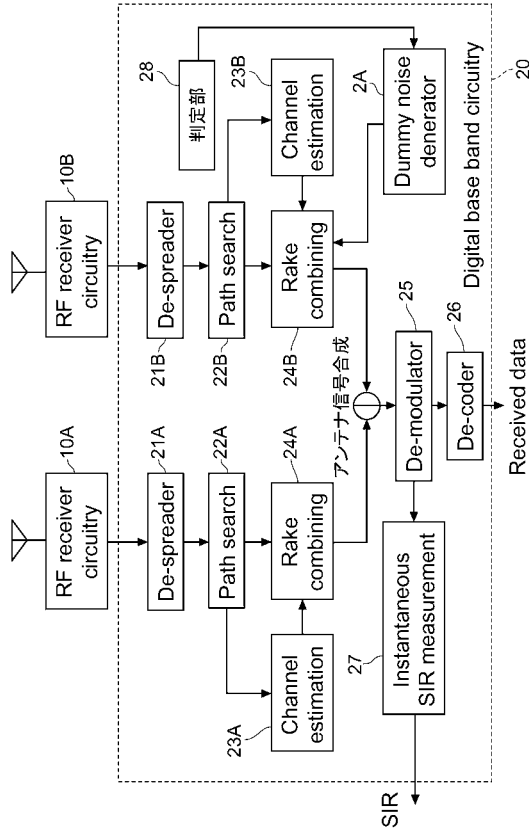 10A
RF receiver
circuitry
10B
RF receiver
circuitry
21A
De-spreader
21B
De-spreader
28
判定部
22A
Path search
22B
Path search
23B
Channel
estimation
23A
Channel
estimation
24A
Rake
combining
24B
Rake
combining
2A
Dummy noise
denerator
アンテナ信号合成
25
De-modulator
27
Instantaneous
SIR measurement
26
De-coder
Digital base band circuitry
20
SIR
Received data